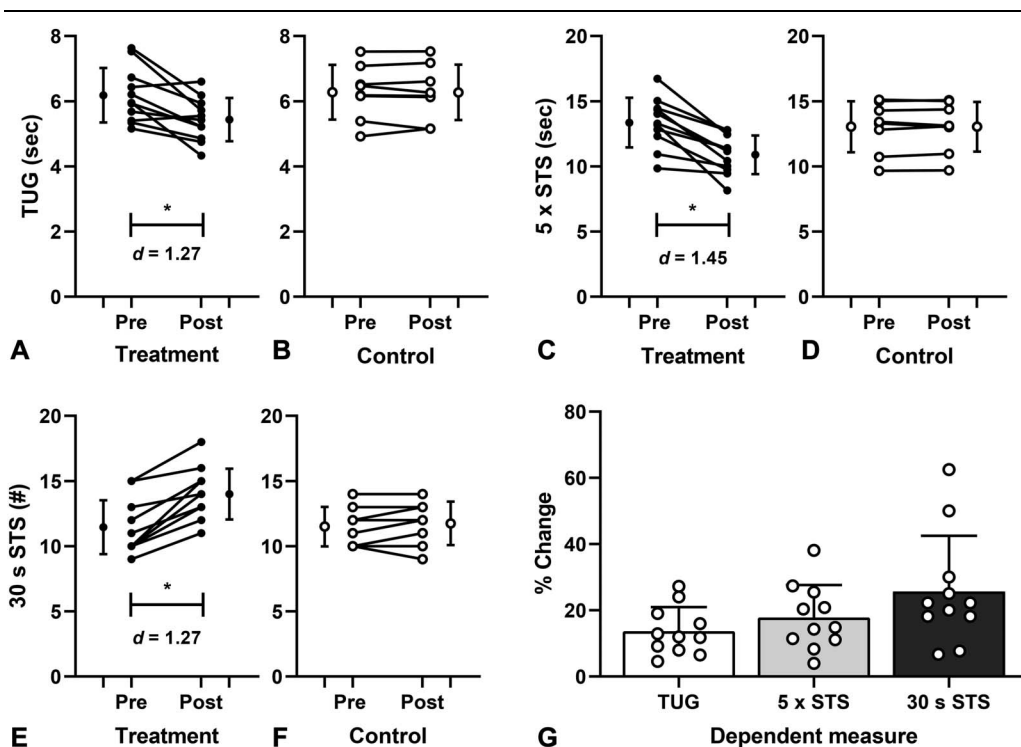 8
6
4
2
0
TUG (sec)
*
d = 1.27
Pre Post
A Treatment
8
6
4
2
0
Pre Post
B Control
20
15
10
5
0
5 x STS (sec)
*
d = 1.45
Pre Post
C Treatment
20
15
10
5
0
Pre Post
D Control
20
15
10
5
0
30 s STS (#)
*
d = 1.27
Pre Post
E Treatment
20
15
10
5
0
Pre Post
F Control
80
60
40
20
0
% Change
TUG 5 x STS 30 s STS
G Dependent measure